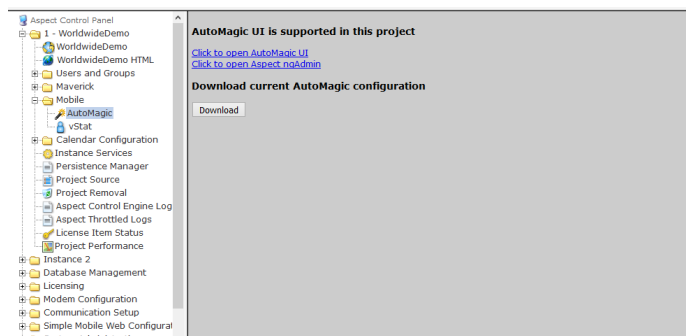 Aspect Control Panel
1 - WorldwideDemo
WorldwideDemo
WorldwideDemo HTML
Users and Groups
Maverick
Mobile
AutoMagic
vStat
Calendar Configuration
Instance Services
Persistence Manager
Project Source
Project Removal
Aspect Control Engine Log
Aspect Throttled Logs
License Item Status
Project Performance
Instance 2
Database Management
Licensing
Modem Configuration
Communication Setup
Simple Mobile Web Configurat
AutoMagic UI is supported in this project
Click to open AutoMagic UI
Click to open Aspect ngAdmin
Download current AutoMagic configuration
Download